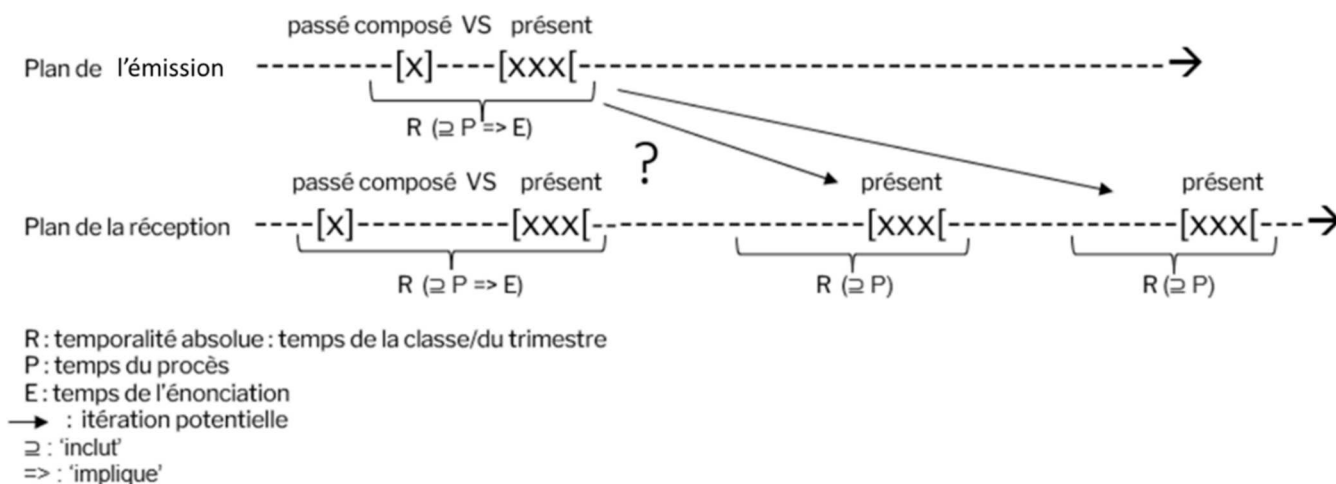 passé composé VS présent
Plan de l'émission -----------------[x]----[xxx[-------------------------------------------------------→
R (⊇ P => E)
?
passé composé VS présent présent présent
Plan de la réception ----[x]-----------[xxx[-- -----------------------[xxx[-----------------------[xxx[----→
R (⊇ P => E) R (⊇ P) R (⊇ P)
R : temporalité absolue : temps de la classe/du trimestre
P : temps du procès
E : temps de l'énonciation
→ : itération potentielle
⊇ : 'inclut'
=> : 'implique'